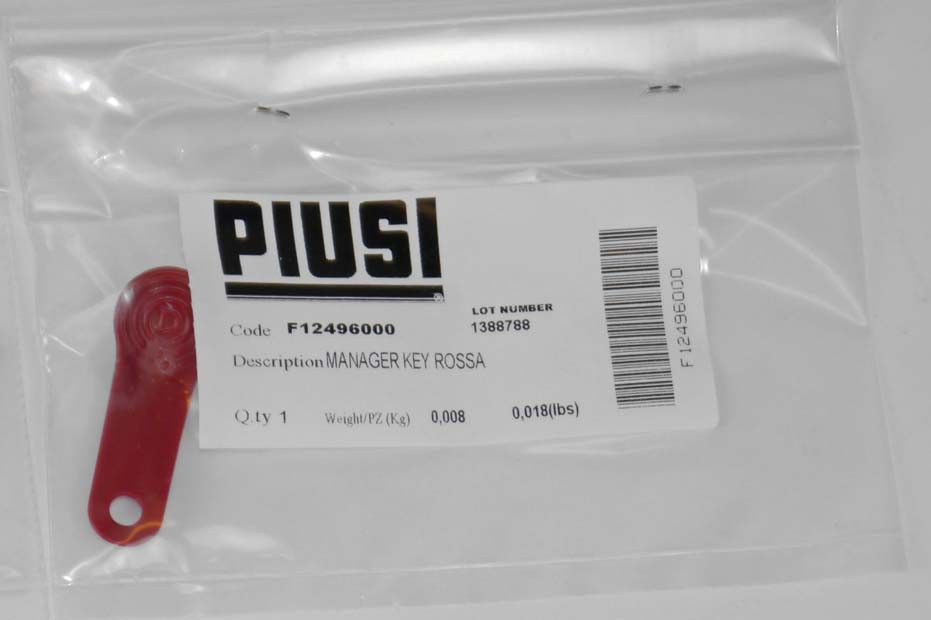 PIUSI
®
Code F12496000
LOT NUMBER
1388788
Description MANAGER KEY ROSSA
Q.ty 1 Weight/PZ (Kg) 0,008 0,018(lbs)
F12496000